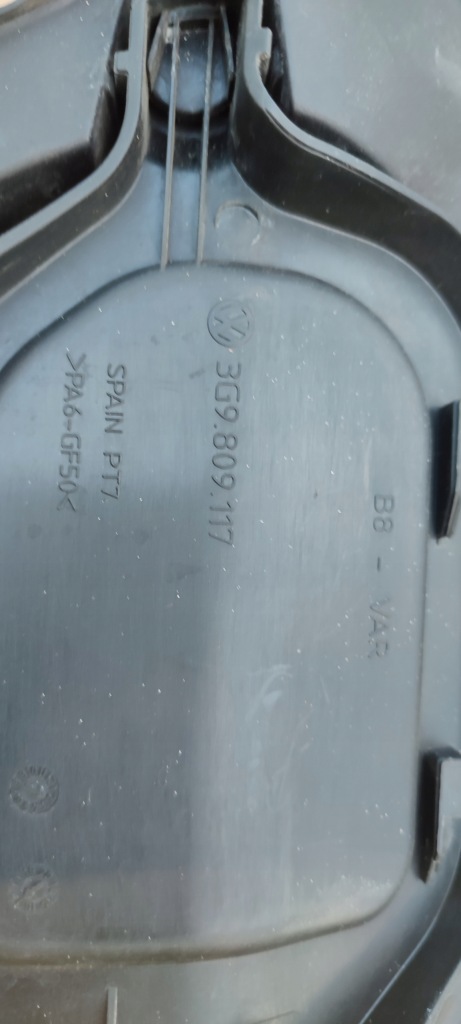 B8 - VAR
3G9.809.117
SPAIN PT7.
>PA6-GF50<